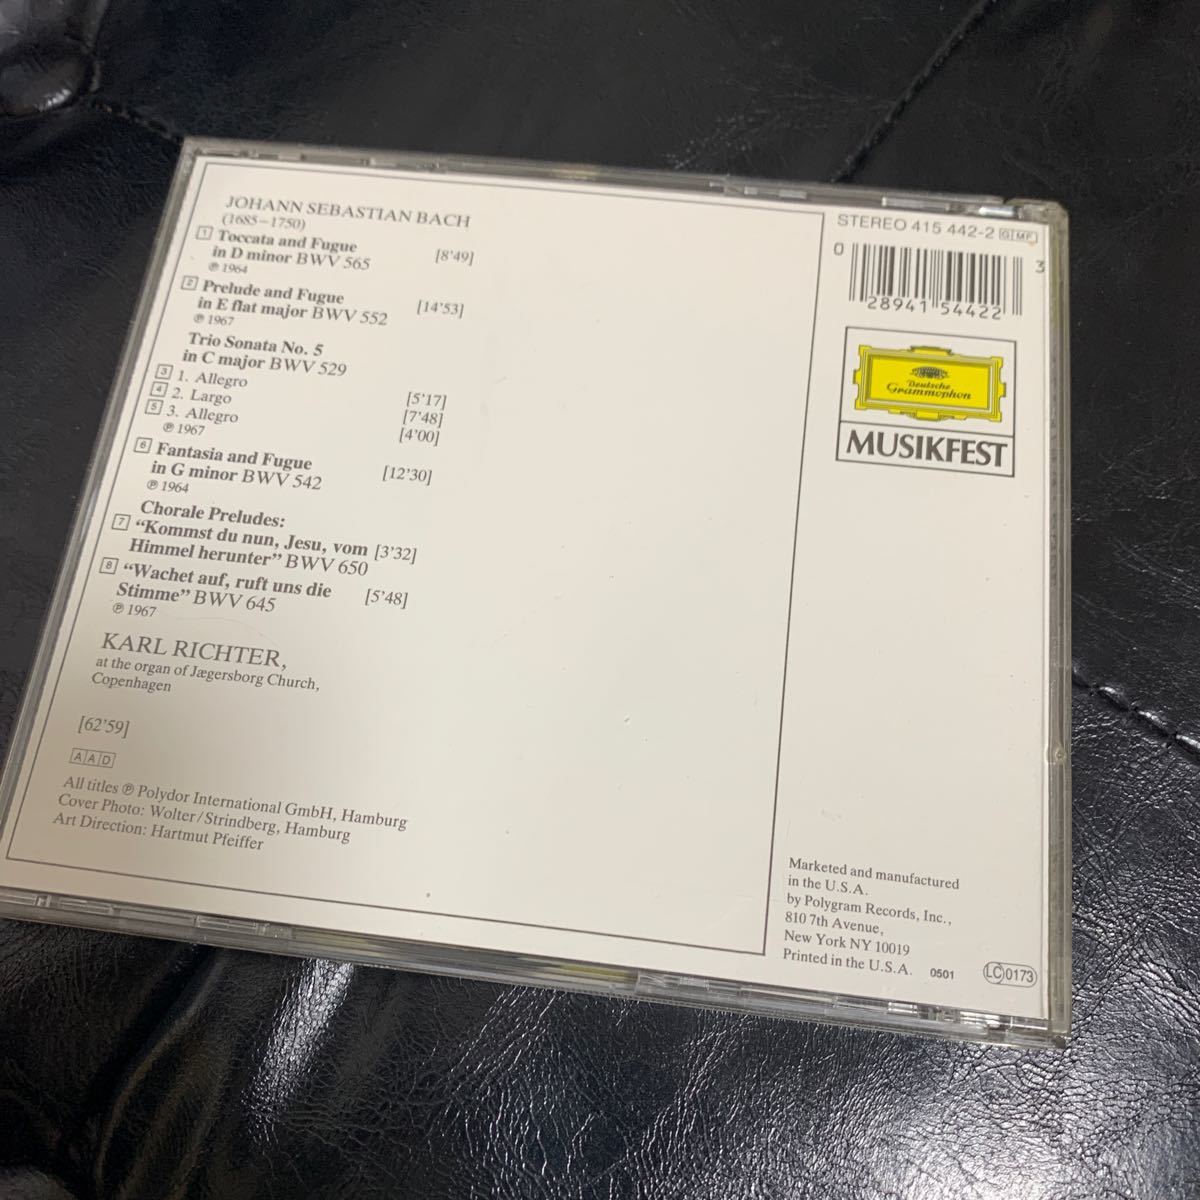 JOHANN SEBASTIAN BACH
(1685–1750)
1 Toccata and Fugue
in D minor BWV 565 [8'49]
℗ 1964
2 Prelude and Fugue
in E flat major BWV 552 [14'53]
℗ 1967
Trio Sonata No. 5
in C major BWV 529
3 1. Allegro [5'17]
4 2. Largo [7'48]
5 3. Allegro [4'00]
℗ 1967
6 Fantasia and Fugue
in G minor BWV 542 [12'30]
℗ 1964
Chorale Preludes:
7 “Kommst du nun, Jesu, vom [3'32]
Himmel herunter” BWV 650
8 “Wachet auf, ruft uns die
Stimme” BWV 645 [5'48]
℗ 1967
KARL RICHTER,
at the organ of Jægersborg Church,
Copenhagen
[62'59]
AAD
All titles ℗ Polydor International GmbH, Hamburg
Cover Photo: Wolter/Strindberg, Hamburg
Art Direction: Hartmut Pfeiffer
STEREO 415 442-2 G MF
0 28941 54422 3
Deutsche
Grammophon
MUSIKFEST
Marketed and manufactured
in the U.S.A.
by Polygram Records, Inc.,
810 7th Avenue,
New York NY 10019
Printed in the U.S.A. 0501 LC 0173